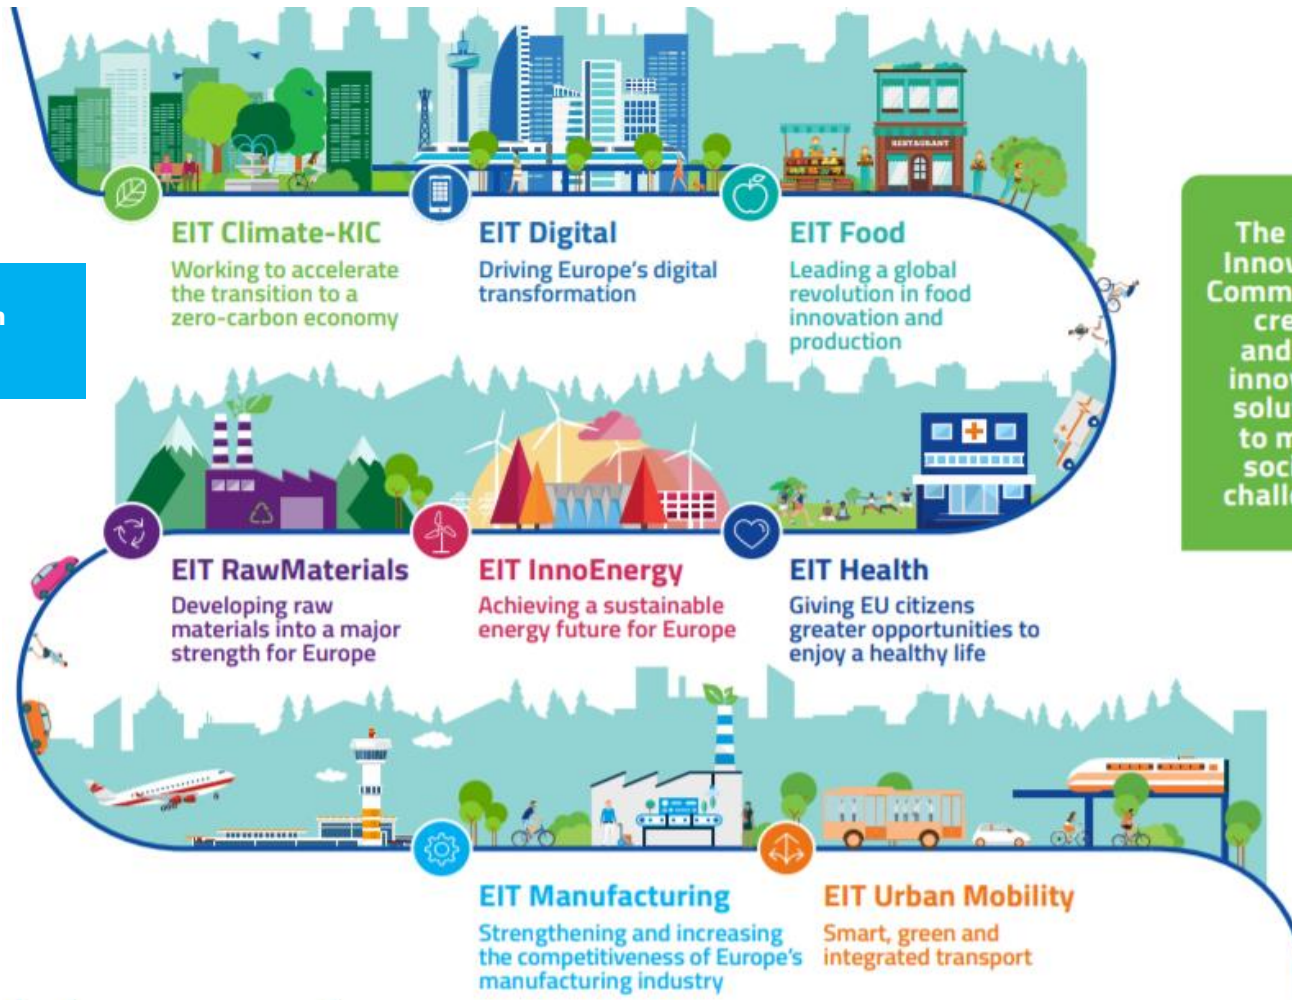 RESTAURANT
EIT Climate-KIC
Working to accelerate
the transition to a
zero-carbon economy
EIT Digital
Driving Europe's digital
transformation
EIT Food
Leading a global
revolution in food
innovation and
production
EIT RawMaterials
Developing raw
materials into a major
strength for Europe
EIT InnoEnergy
Achieving a sustainable
energy future for Europe
EIT Health
Giving EU citizens
greater opportunities to
enjoy a healthy life
EIT Manufacturing
Strengthening and increasing
the competitiveness of Europe's
manufacturing industry
EIT Urban Mobility
Smart, green and
integrated transport
The
and
to